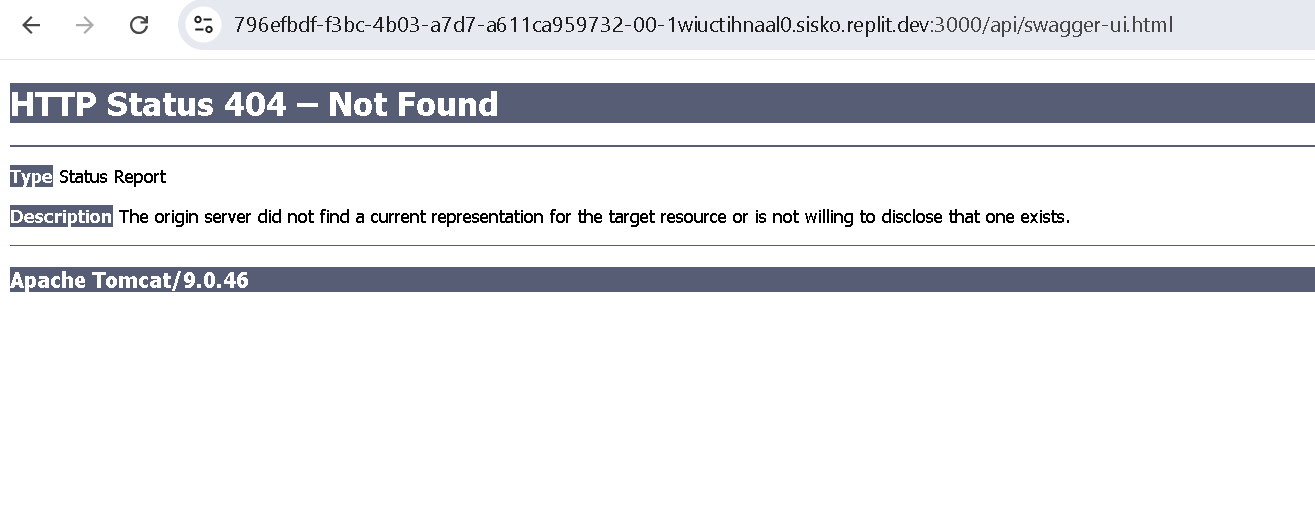 796efbdf-f3bc-4b03-a7d7-a611ca959732-00-1wiuctihnaal0.sisko.replit.dev:3000/api/swagger-ui.html
HTTP Status 404 – Not Found
Type Status Report
Description The origin server did not find a current representation for the target resource or is not willing to disclose that one exists.
Apache Tomcat/9.0.46